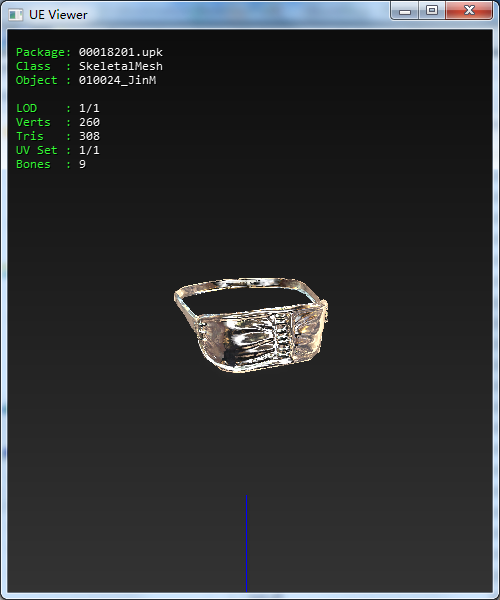 UE Viewer
Package: 00018201.upk
Class : SkeletalMesh
Object : 010024_JinM
LOD : 1/1
Verts : 260
Tris : 308
UV Set : 1/1
Bones : 9